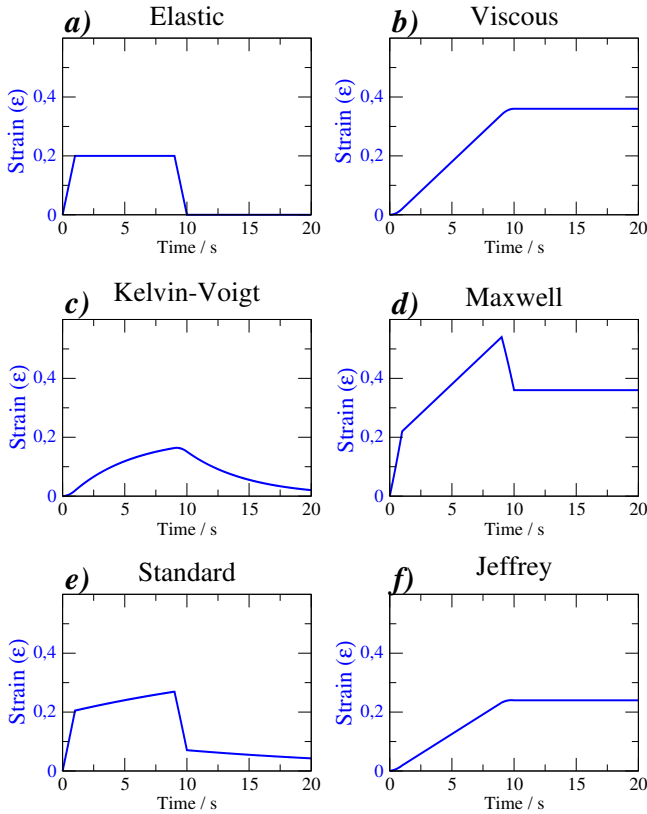 a) Elastic
Strain (ε)
0,4
0,2
0
0 5 10 15 20
Time / s
b) Viscous
Strain (ε)
0,4
0,2
0
0 5 10 15 20
Time / s
c) Kelvin-Voigt
Strain (ε)
0,4
0,2
0
0 5 10 15 20
Time / s
d) Maxwell
Strain (ε)
0,4
0,2
0
0 5 10 15 20
Time / s
e) Standard
Strain (ε)
0,4
0,2
0
0 5 10 15 20
Time / s
f) Jeffrey
Strain (ε)
0,4
0,2
0
0 5 10 15 20
Time / s